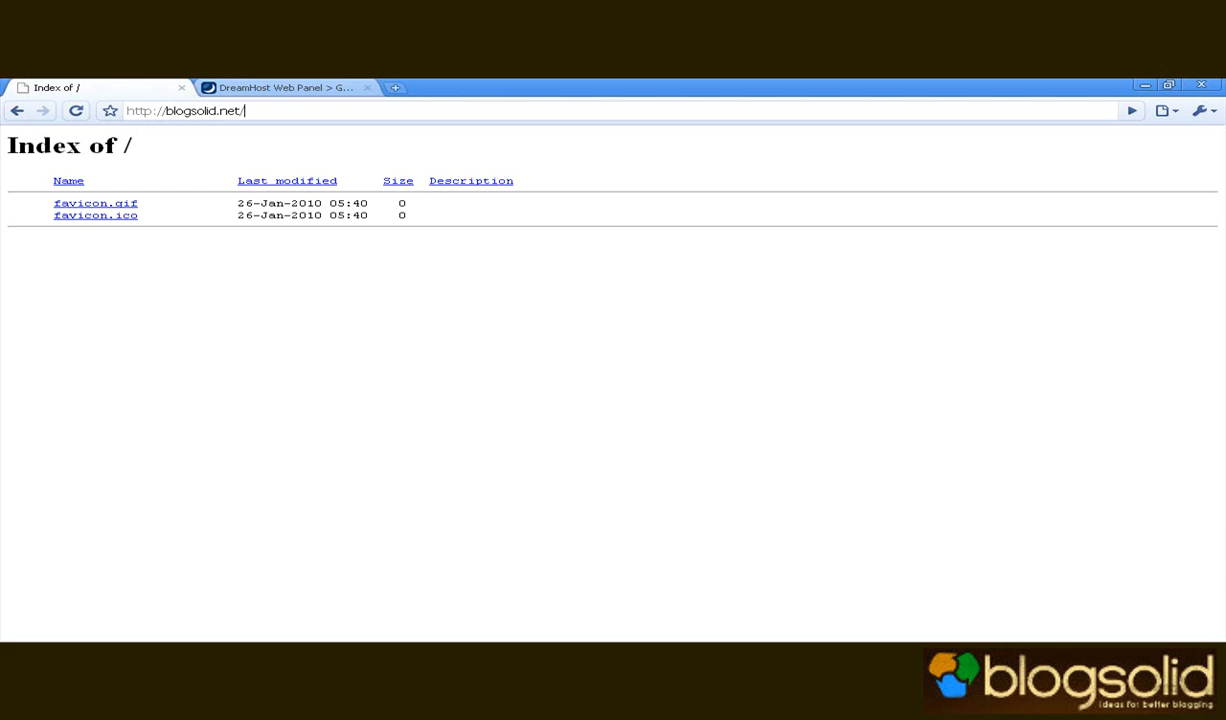 Index of /
DreamHost Web Panel > G...
http://blogsolid.net/
Index of /
Name Last modified Size Description
favicon.gif 26-Jan-2010 05:40 0
favicon.ico 26-Jan-2010 05:40 0
blogsolid
ideas for better blogging